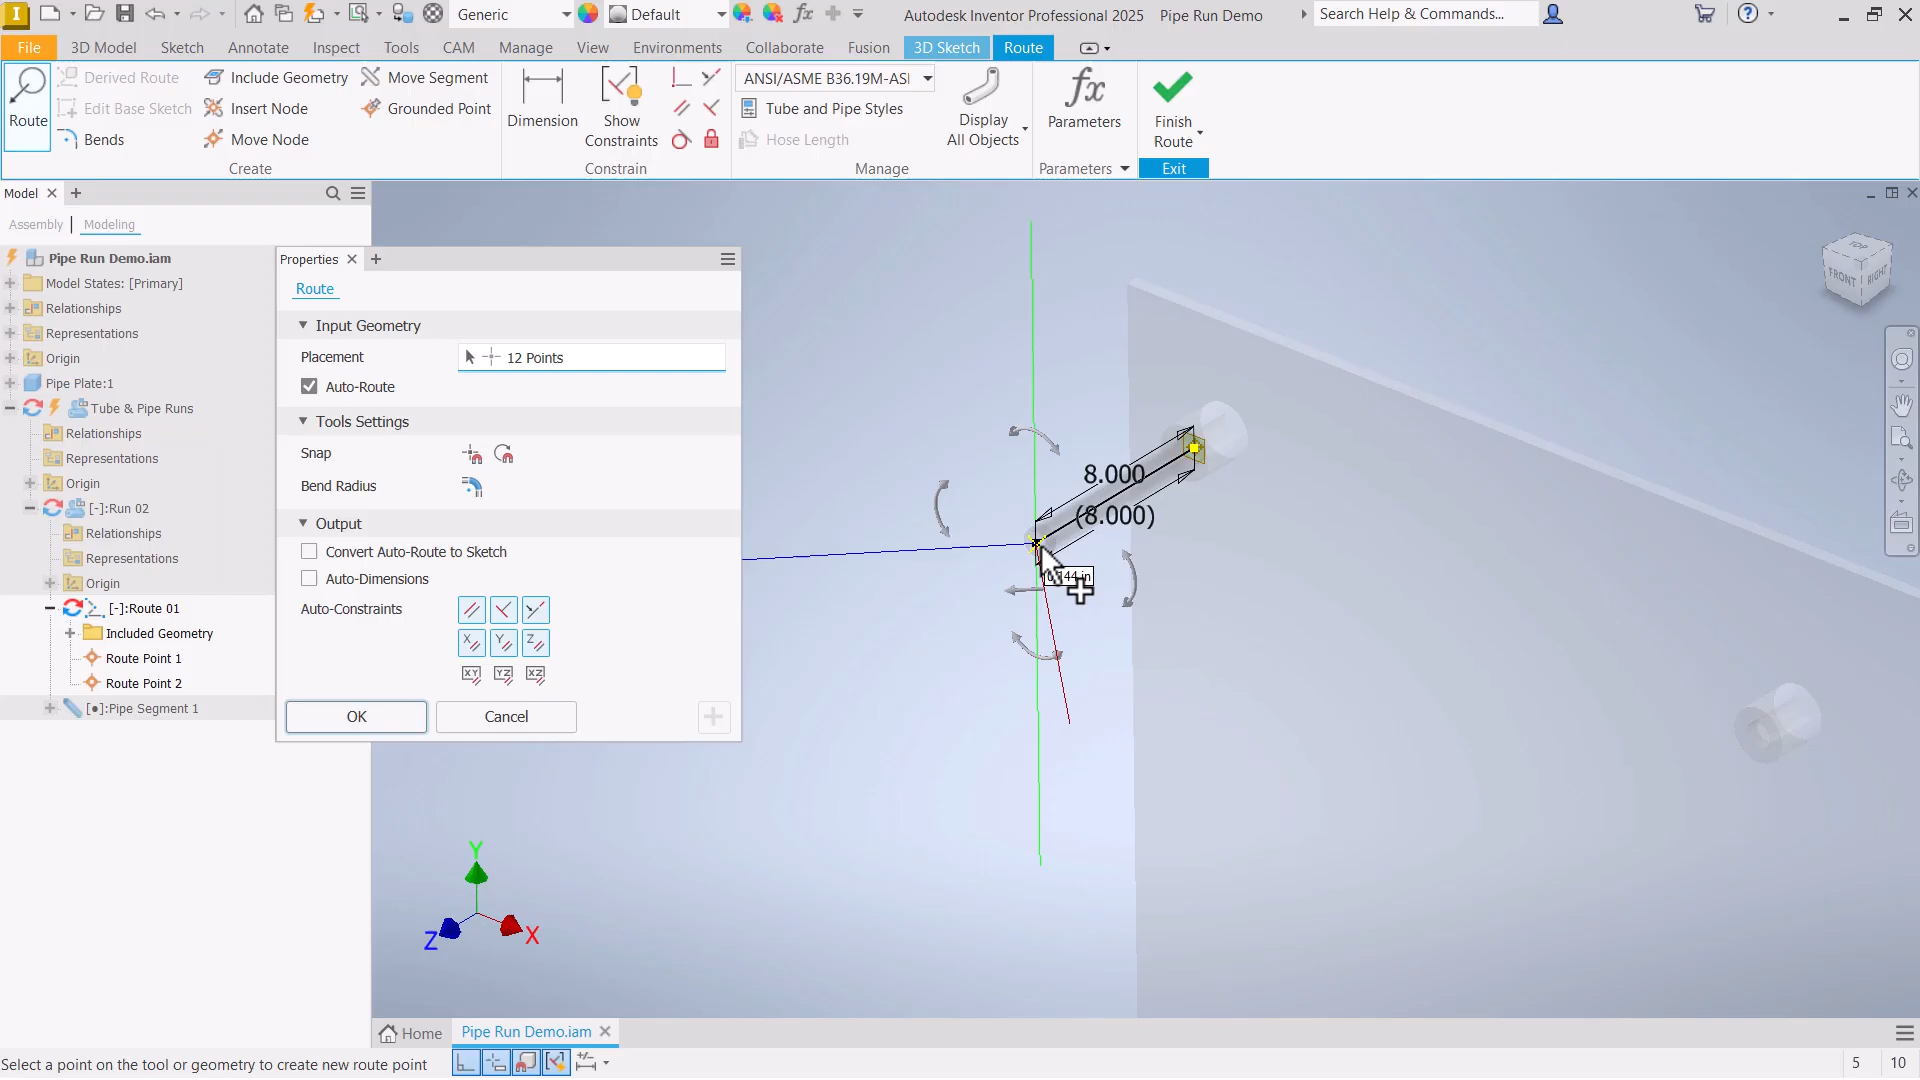 Generic
Default
Autodesk Inventor Professional 2025 Pipe Run Demo
Search Help & Commands...
File
3D Model
Sketch
Annotate
Inspect
Tools
CAM
Manage
View
Environments
Collaborate
Fusion
3D Sketch
Route
Route
Derived Route
Edit Base Sketch
Bends
Include Geometry
Insert Node
Move Node
Move Segment
Grounded Point
Create
Dimension
Show
Constraints
Constrain
ANSI/ASME B36.19M-ASI
Tube and Pipe Styles
Hose Length
Display
All Objects
Manage
fx
Parameters
Parameters
Finish
Route
Exit
Model
Assembly | Modeling
Pipe Run Demo.iam
Model States: [Primary]
Relationships
Representations
Origin
Pipe Plate:1
Tube & Pipe Runs
Relationships
Representations
Origin
[-]:Run 02
Relationships
Representations
Origin
[-]:Route 01
Included Geometry
Route Point 1
Route Point 2
[●]:Pipe Segment 1
Properties
Route
Input Geometry
Placement
12 Points
Auto-Route
Tools Settings
Snap
Bend Radius
Output
Convert Auto-Route to Sketch
Auto-Dimensions
Auto-Constraints
X
Y
Z
XY
YZ
XZ
OK
Cancel
8.000
(8.000)
TOP
FRONT
RIGHT
Y
Z
X
Home
Pipe Run Demo.iam
Select a point on the tool or geometry to create new route point
5
10